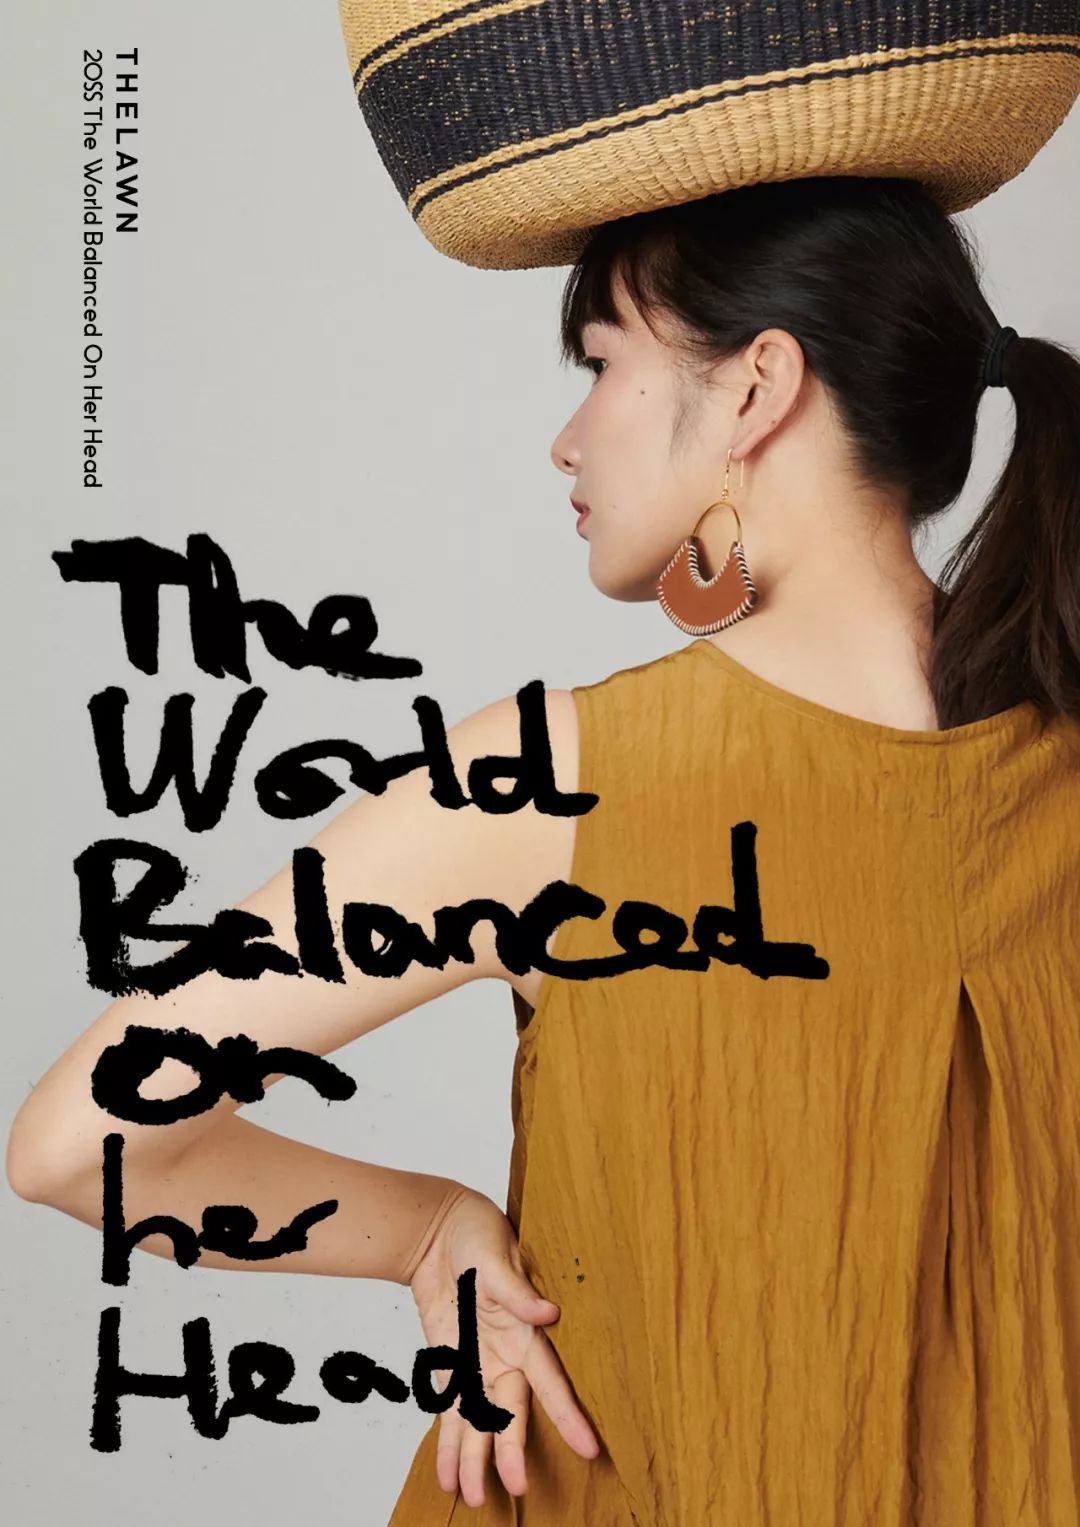 THELAWN
20SS The World Balanced On Her Head
The
World
Balanced
on
her
Head